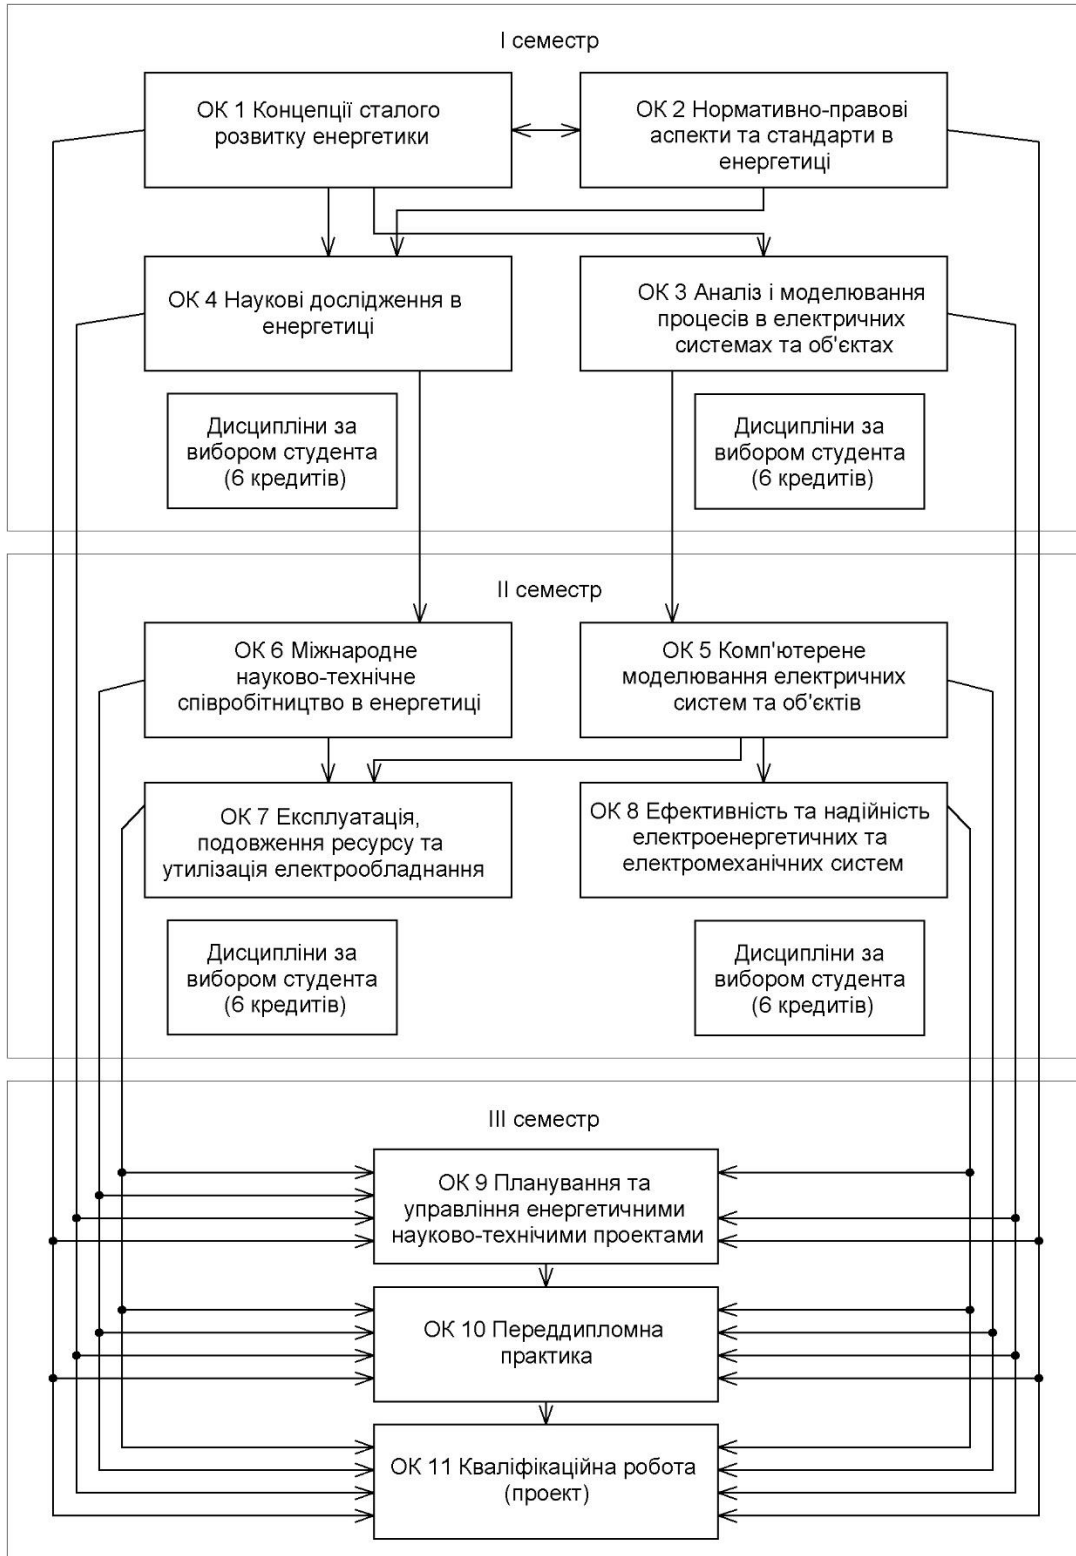 І семестр
ОК 1 Концепції сталого
розвитку енергетики
ОК 2 Нормативно-правові
аспекти та стандарти в
енергетиці
ОК 4 Наукові дослідження в
енергетиці
ОК 3 Аналіз і моделювання
процесів в електричних
системах та об'єктах
Дисципліни за
вибором студента
(6 кредитів)
Дисципліни за
вибором студента
(6 кредитів)
ІІ семестр
ОК 6 Міжнародне
науково-технічне
співробітництво в енергетиці
ОК 5 Комп'ютерене
моделювання електричних
систем та об'єктів
ОК 7 Експлуатація,
подовження ресурсу та
утилізація електрообладнання
ОК 8 Ефективність та надійність
електроенергетичних та
електромеханічних систем
Дисципліни за
вибором студента
(6 кредитів)
Дисципліни за
вибором студента
(6 кредитів)
ІІІ семестр
ОК 9 Планування та
управління енергетичними
науково-технічими проектами
ОК 10 Переддипломна
практика
ОК 11 Кваліфікаційна робота
(проект)